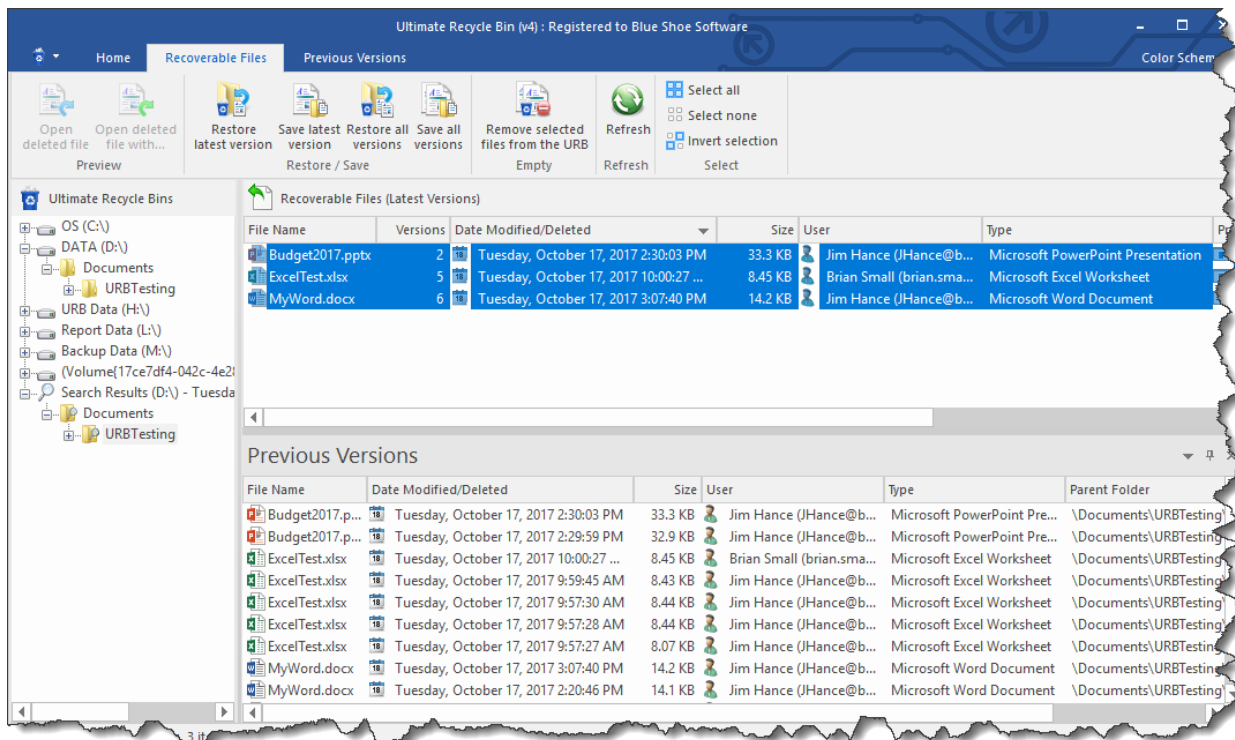 Ultimate Recycle Bin (v4) : Registered to Blue Shoe Software
Home Recoverable Files Previous Versions Color Schem
Open deleted file
Open deleted file with...
Restore latest version
Save latest version
Restore all versions
Save all versions
Remove selected files from the URB
Refresh
Select all
Select none
Invert selection
Preview Restore / Save Empty Refresh Select
Ultimate Recycle Bins
OS (C:\)
DATA (D:\)
Documents
URBTesting
URB Data (H:\)
Report Data (L:\)
Backup Data (M:\)
(Volume{17ce7df4-042c-4e28
Search Results (D:\) - Tuesda
Documents
URBTesting
Recoverable Files (Latest Versions)
File Name Versions Date Modified/Deleted Size User Type
Budget2017.pptx 2 Tuesday, October 17, 2017 2:30:03 PM 33.3 KB Jim Hance (JHance@b... Microsoft PowerPoint Presentation
ExcelTest.xlsx 5 Tuesday, October 17, 2017 10:00:27 ... 8.45 KB Brian Small (brian.sma... Microsoft Excel Worksheet
MyWord.docx 6 Tuesday, October 17, 2017 3:07:40 PM 14.2 KB Jim Hance (JHance@b... Microsoft Word Document
Previous Versions
File Name Date Modified/Deleted Size User Type Parent Folder
Budget2017.p... Tuesday, October 17, 2017 2:30:03 PM 33.3 KB Jim Hance (JHance@b... Microsoft PowerPoint Pre... \Documents\URBTesting\
Budget2017.p... Tuesday, October 17, 2017 2:29:59 PM 32.9 KB Jim Hance (JHance@b... Microsoft PowerPoint Pre... \Documents\URBTesting
ExcelTest.xlsx Tuesday, October 17, 2017 10:00:27 ... 8.45 KB Brian Small (brian.sma... Microsoft Excel Worksheet \Documents\URBTesting
ExcelTest.xlsx Tuesday, October 17, 2017 9:59:45 AM 8.43 KB Jim Hance (JHance@b... Microsoft Excel Worksheet \Documents\URBTesting
ExcelTest.xlsx Tuesday, October 17, 2017 9:57:30 AM 8.44 KB Jim Hance (JHance@b... Microsoft Excel Worksheet \Documents\URBTesting\
ExcelTest.xlsx Tuesday, October 17, 2017 9:57:28 AM 8.44 KB Jim Hance (JHance@b... Microsoft Excel Worksheet \Documents\URBTesting\
ExcelTest.xlsx Tuesday, October 17, 2017 9:57:27 AM 8.07 KB Jim Hance (JHance@b... Microsoft Excel Worksheet \Documents\URBTesting\
MyWord.docx Tuesday, October 17, 2017 3:07:40 PM 14.2 KB Jim Hance (JHance@b... Microsoft Word Document \Documents\URBTesting
MyWord.docx Tuesday, October 17, 2017 2:20:46 PM 14.1 KB Jim Hance (JHance@b... Microsoft Word Document \Documents\URBTesting\